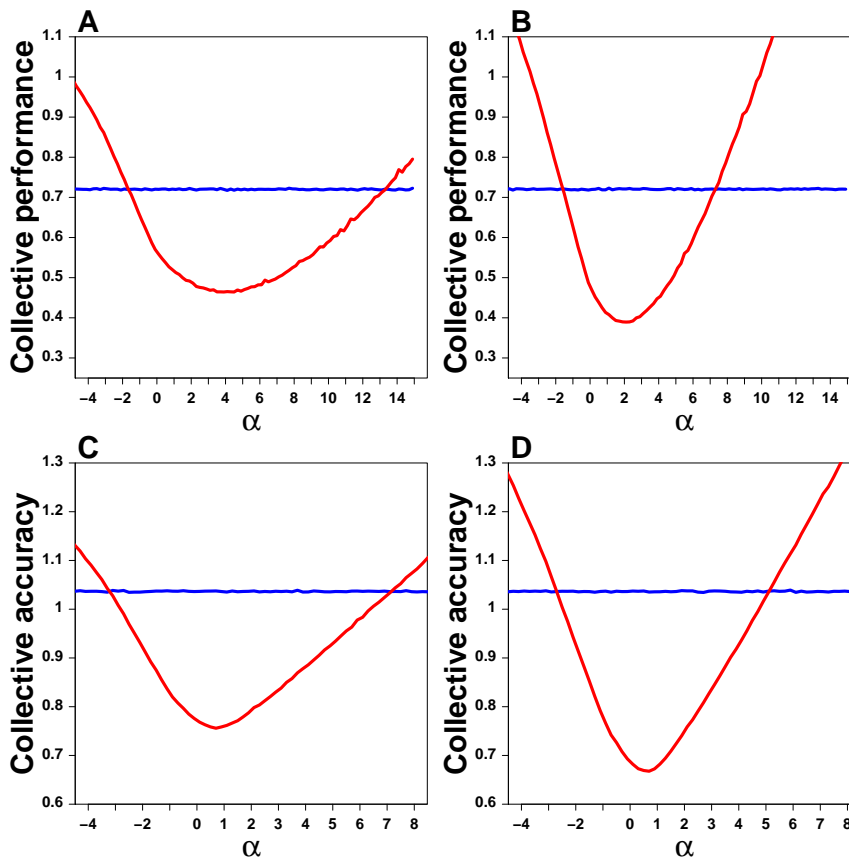 A
Collective performance
1.1
1
0.9
0.8
0.7
0.6
0.5
0.4
0.3
−4 −2 0 2 4 6 8 10 12 14
α
B
Collective performance
1.1
1
0.9
0.8
0.7
0.6
0.5
0.4
0.3
−4 −2 0 2 4 6 8 10 12 14
α
C
Collective accuracy
1.3
1.2
1.1
1
0.9
0.8
0.7
0.6
−4 −2 0 1 2 3 4 5 6 7 8
α
D
Collective accuracy
1.3
1.2
1.1
1
0.9
0.8
0.7
0.6
−4 −2 0 1 2 3 4 5 6 7 8
α